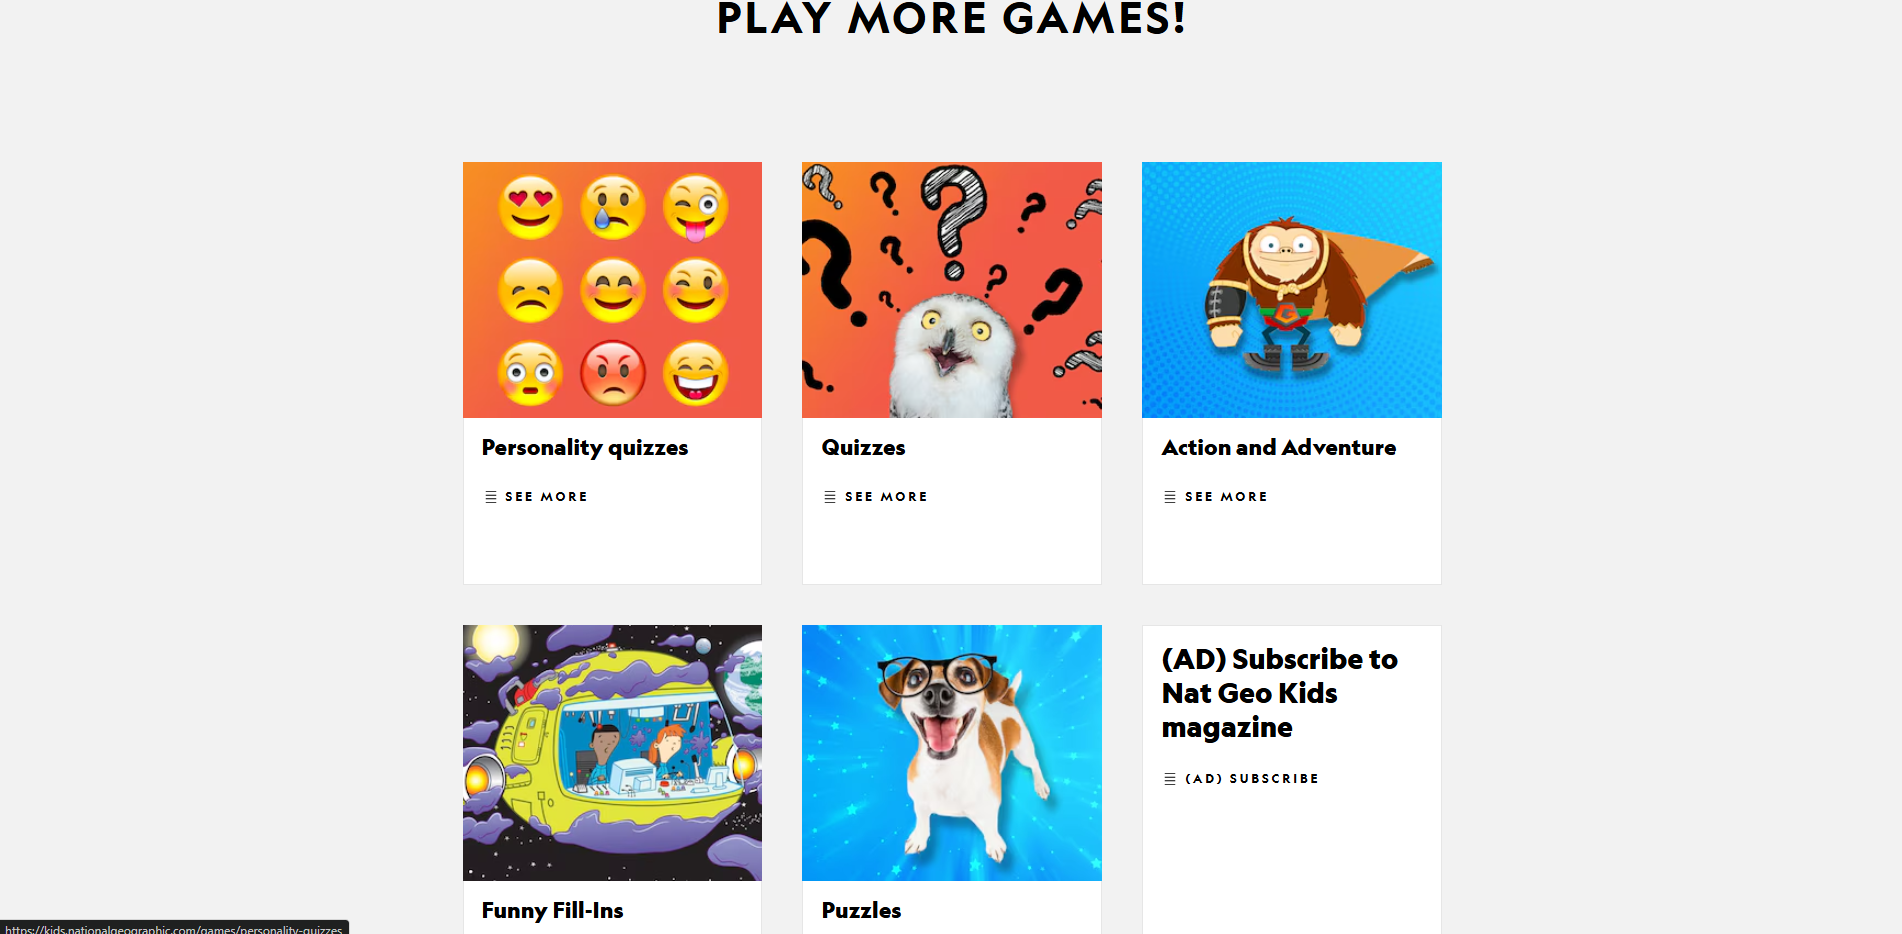 PLAY MORE GAMES!
Personality quizzes
SEE MORE
Quizzes
SEE MORE
Action and Adventure
SEE MORE
Funny Fill-Ins
Puzzles
(AD) Subscribe to
Nat Geo Kids
magazine
(AD) SUBSCRIBE
https://kids.nationalgeographic.com/games/personality-quizzes